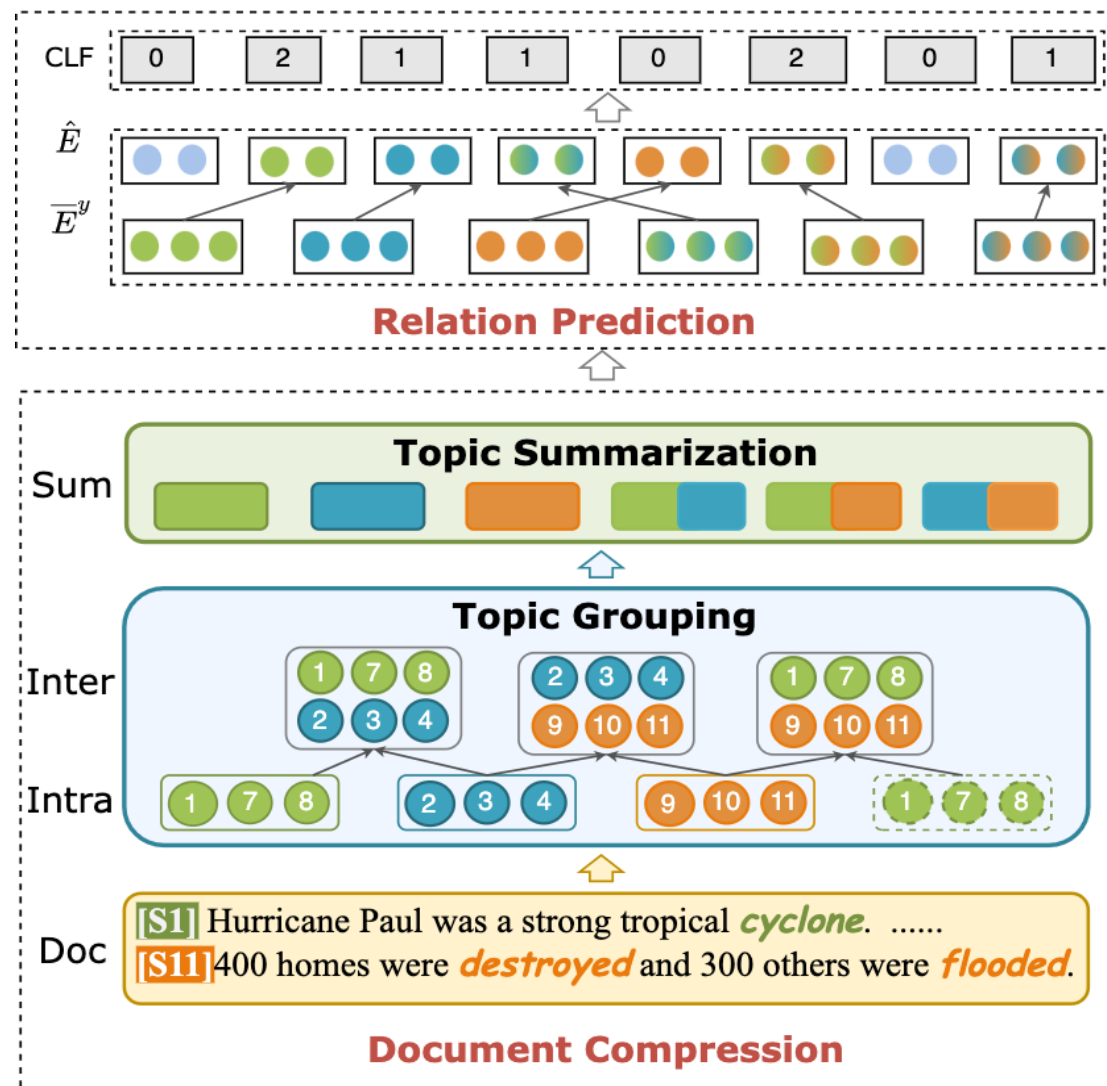 CLF 0 2 1 1 0 2 0 1
Ê
E̅ʸ
Relation Prediction
Topic Summarization
Sum
Topic Grouping
Inter
1 7 8 2 3 4 1 7 8
2 3 4 9 10 11 9 10 11
Intra 1 7 8 2 3 4 9 10 11 1 7 8
[S1] Hurricane Paul was a strong tropical cyclone. ......
Doc
[S11]400 homes were destroyed and 300 others were flooded.
Document Compression